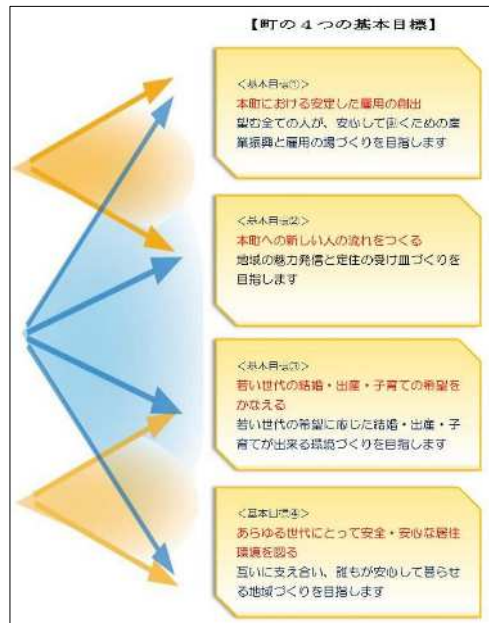 【町の４つの基本目標】
＜基本目標①＞
本町における安定した雇用の創出
望む全ての人が、安心して働くための産
業振興と雇用の場づくりを目指します
＜基本目標②＞
本町への新しい人の流れをつくる
地域の魅力発信と定住の受け皿づくりを
目指します
＜基本目標③＞
若い世代の結婚・出産・子育ての希望を
かなえる
若い世代の希望に応じた結婚・出産・子
育てが出来る環境づくりを目指します
＜基本目標④＞
あらゆる世代にとって安全・安心な居住
環境を図る
互いに支え合い、誰もが安心して暮らせ
る地域づくりを目指します